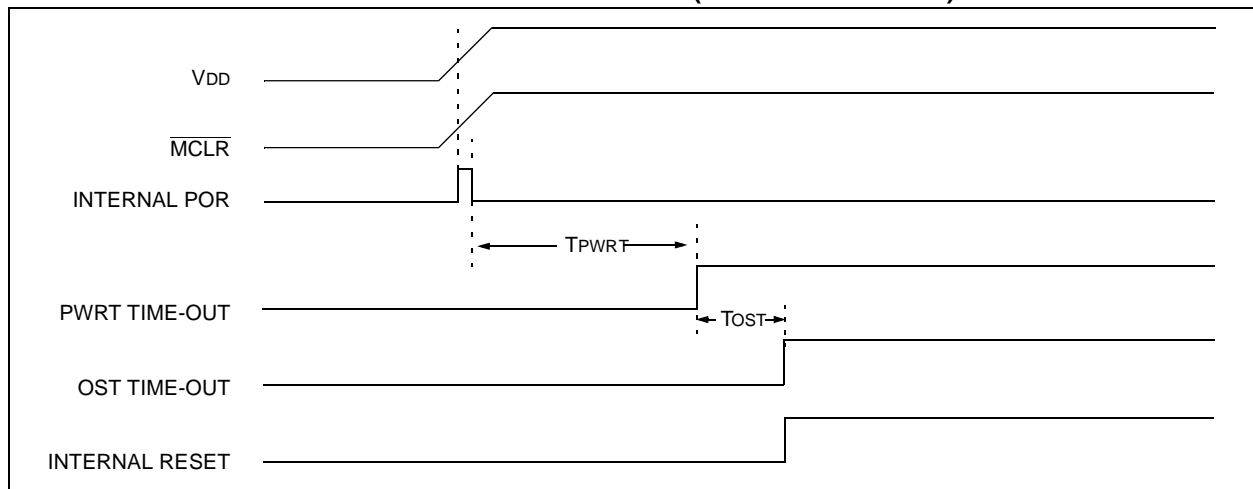 VDD
MCLR
INTERNAL POR
TPWRT
PWRT TIME-OUT
TOST
OST TIME-OUT
INTERNAL RESET